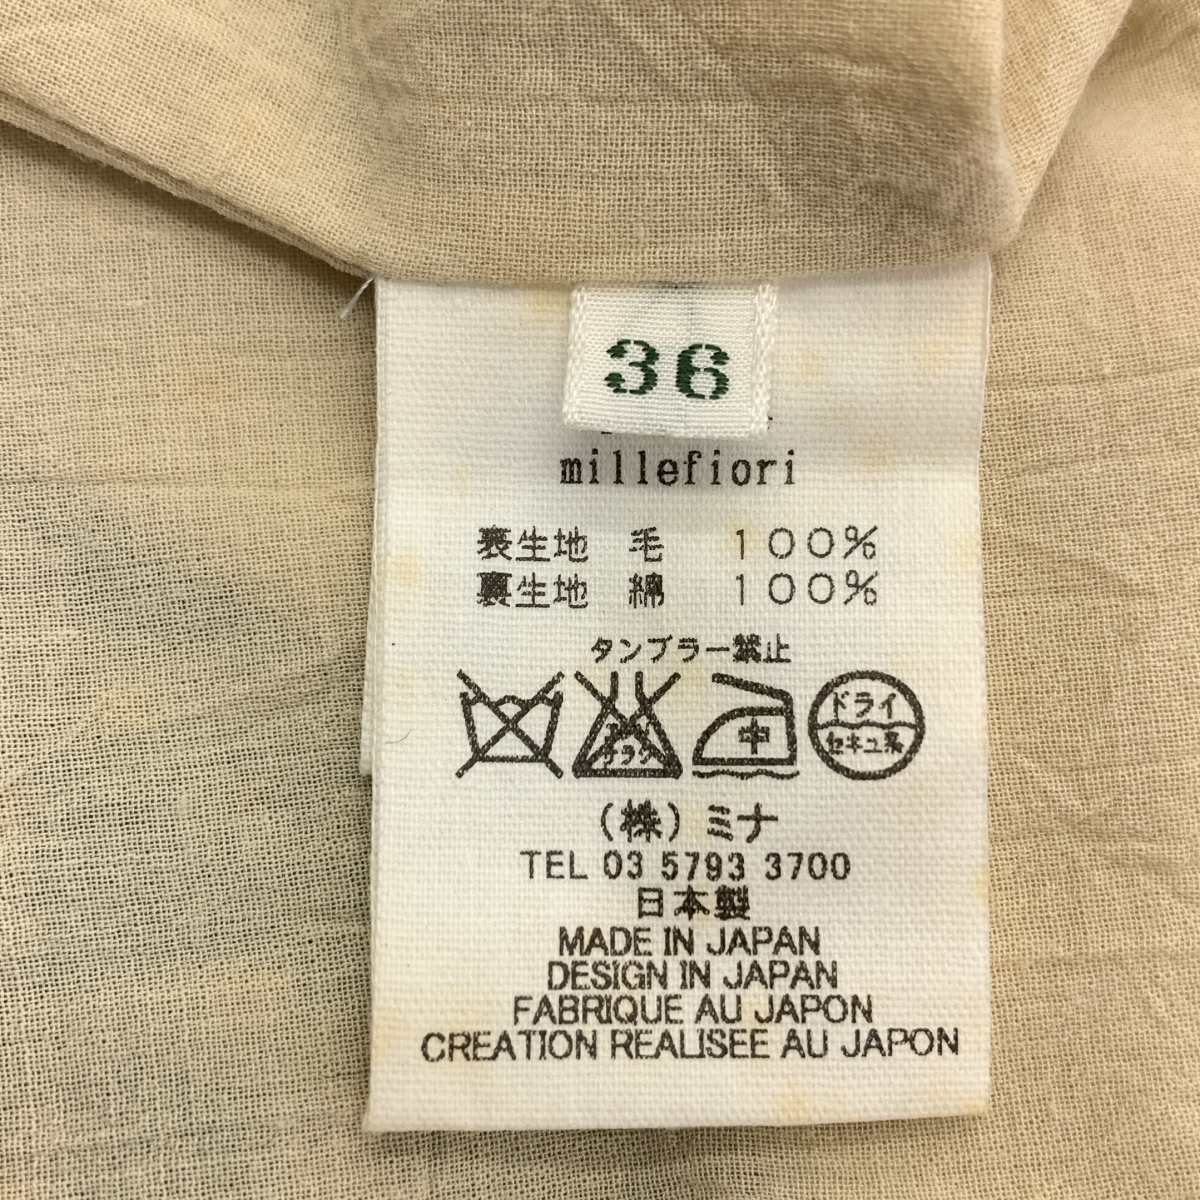 36
millefiori
表生地 毛 100%
裏生地 綿 100%
タンブラー禁止
中
ドライ
セキユ系
(株)ミナ
TEL 03 5793 3700
日本製
MADE IN JAPAN
DESIGN IN JAPAN
FABRIQUE AU JAPON
CREATION REALISEE AU JAPON